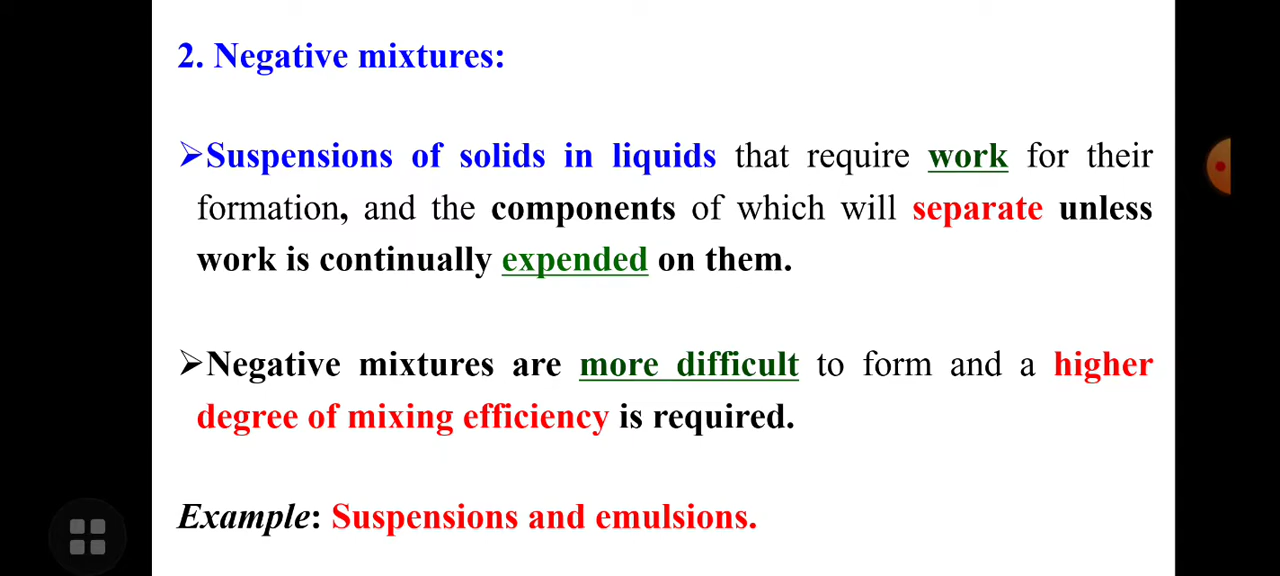 2. Negative mixtures:
➢Suspensions of solids in liquids that require work for their
formation, and the components of which will separate unless
work is continually expended on them.
➢Negative mixtures are more difficult to form and a higher
degree of mixing efficiency is required.
Example: Suspensions and emulsions.